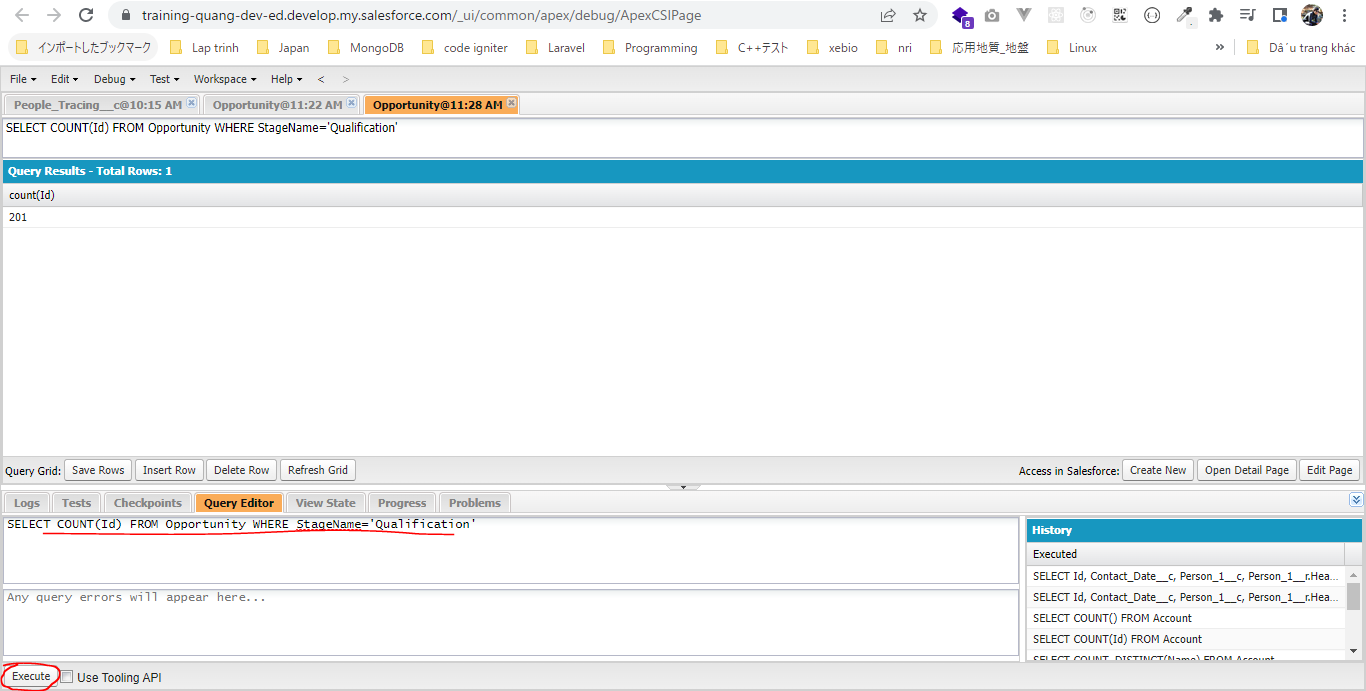 training-quang-dev-ed.develop.my.salesforce.com/_ui/common/apex/debug/ApexCSIPage
8
インポートしたブックマーク Lap trinh Japan MongoDB code igniter Laravel Programming C++テスト xebio nri 応用地質_地盤 Linux » Dấu trang khác
File Edit Debug Test Workspace Help < >
People_Tracing__c@10:15 AM Opportunity@11:22 AM Opportunity@11:28 AM
SELECT COUNT(Id) FROM Opportunity WHERE StageName='Qualification'
Query Results - Total Rows: 1
count(Id)
201
Query Grid: Save Rows Insert Row Delete Row Refresh Grid Access in Salesforce: Create New Open Detail Page Edit Page
Logs Tests Checkpoints Query Editor View State Progress Problems
SELECT COUNT(Id) FROM Opportunity WHERE StageName='Qualification'
Any query errors will appear here...
History
Executed
SELECT Id, Contact_Date__c, Person_1__c, Person_1__r.Hea...
SELECT Id, Contact_Date__c, Person_1__c, Person_1__r.Hea...
SELECT COUNT() FROM Account
SELECT COUNT(Id) FROM Account
SELECT COUNT_DISTINCT(Name) FROM Account
Execute Use Tooling API